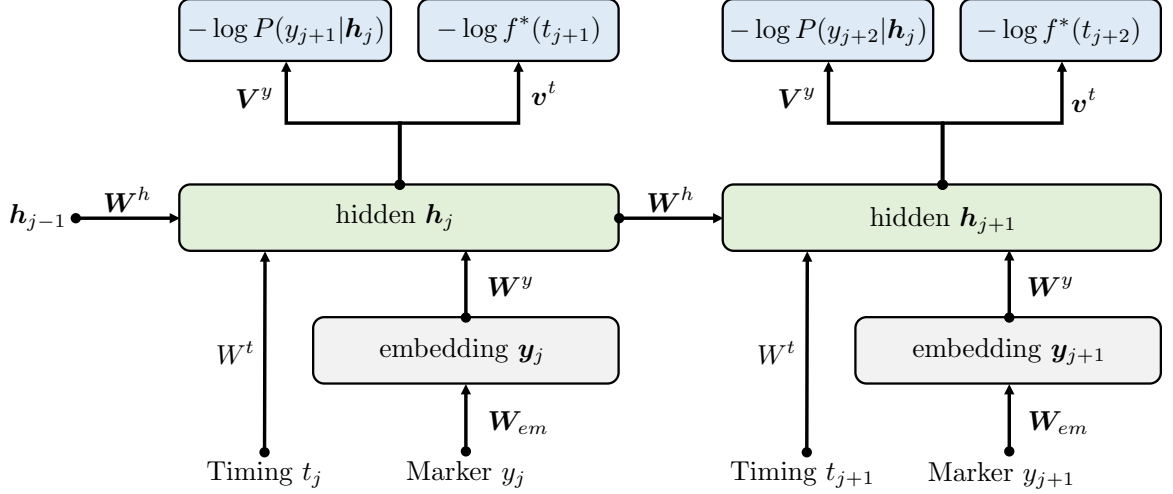 − log P(y_{j+1}|h_j) − log f*(t_{j+1}) − log P(y_{j+2}|h_j) − log f*(t_{j+2})
V^y v^t V^y v^t
h_{j−1} W^h hidden h_j W^h hidden h_{j+1}
W^y W^y
W^t embedding y_j W^t embedding y_{j+1}
W_{em} W_{em}
Timing t_j Marker y_j Timing t_{j+1} Marker y_{j+1}